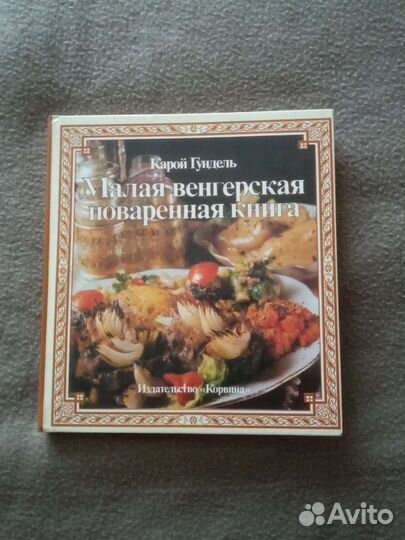 Карой Гундель
Малая венгерская
поваренная книга
Издательство «Корвина»
Avito